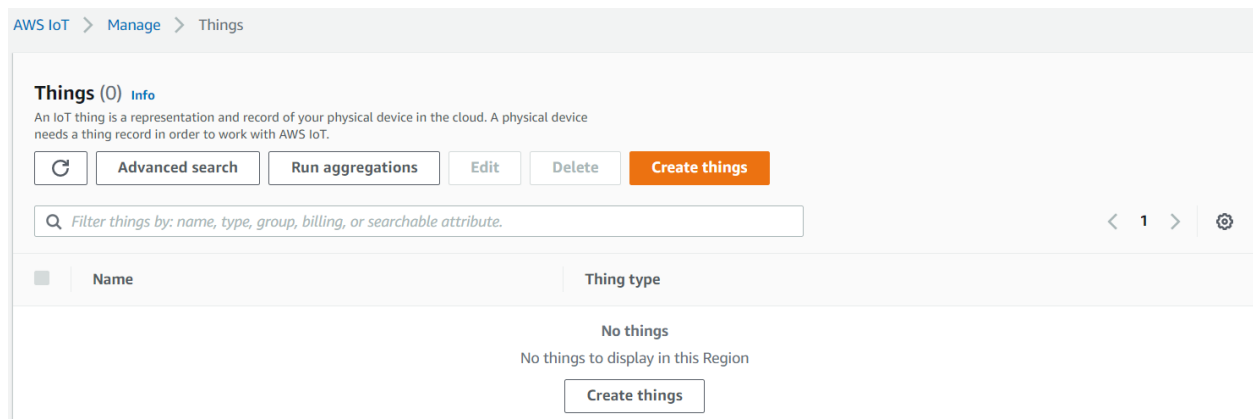 AWS IoT > Manage > Things
Things (0) Info
An IoT thing is a representation and record of your physical device in the cloud. A physical device
needs a thing record in order to work with AWS IoT.
Advanced search Run aggregations Edit Delete Create things
Filter things by: name, type, group, billing, or searchable attribute.
< 1 >
Name Thing type
No things
No things to display in this Region
Create things